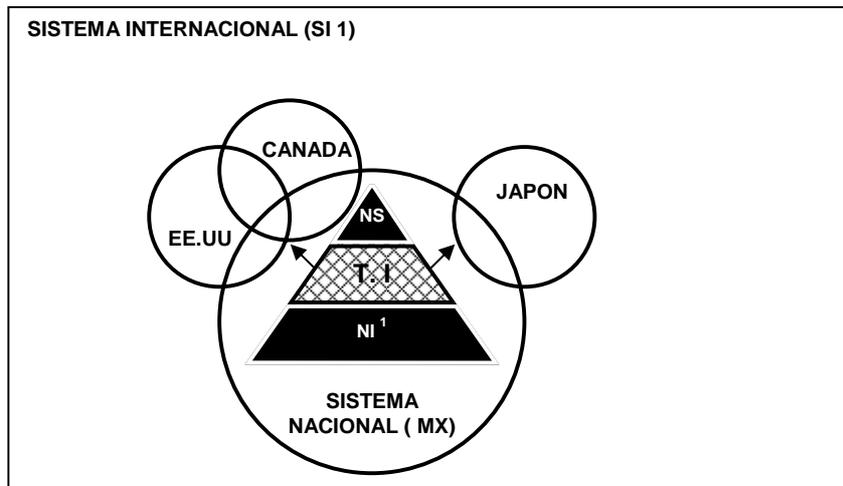 SISTEMA INTERNACIONAL (SI 1)
CANADA
JAPON
EE.UU
NS
T. I
NI 1
SISTEMA
NACIONAL ( MX)